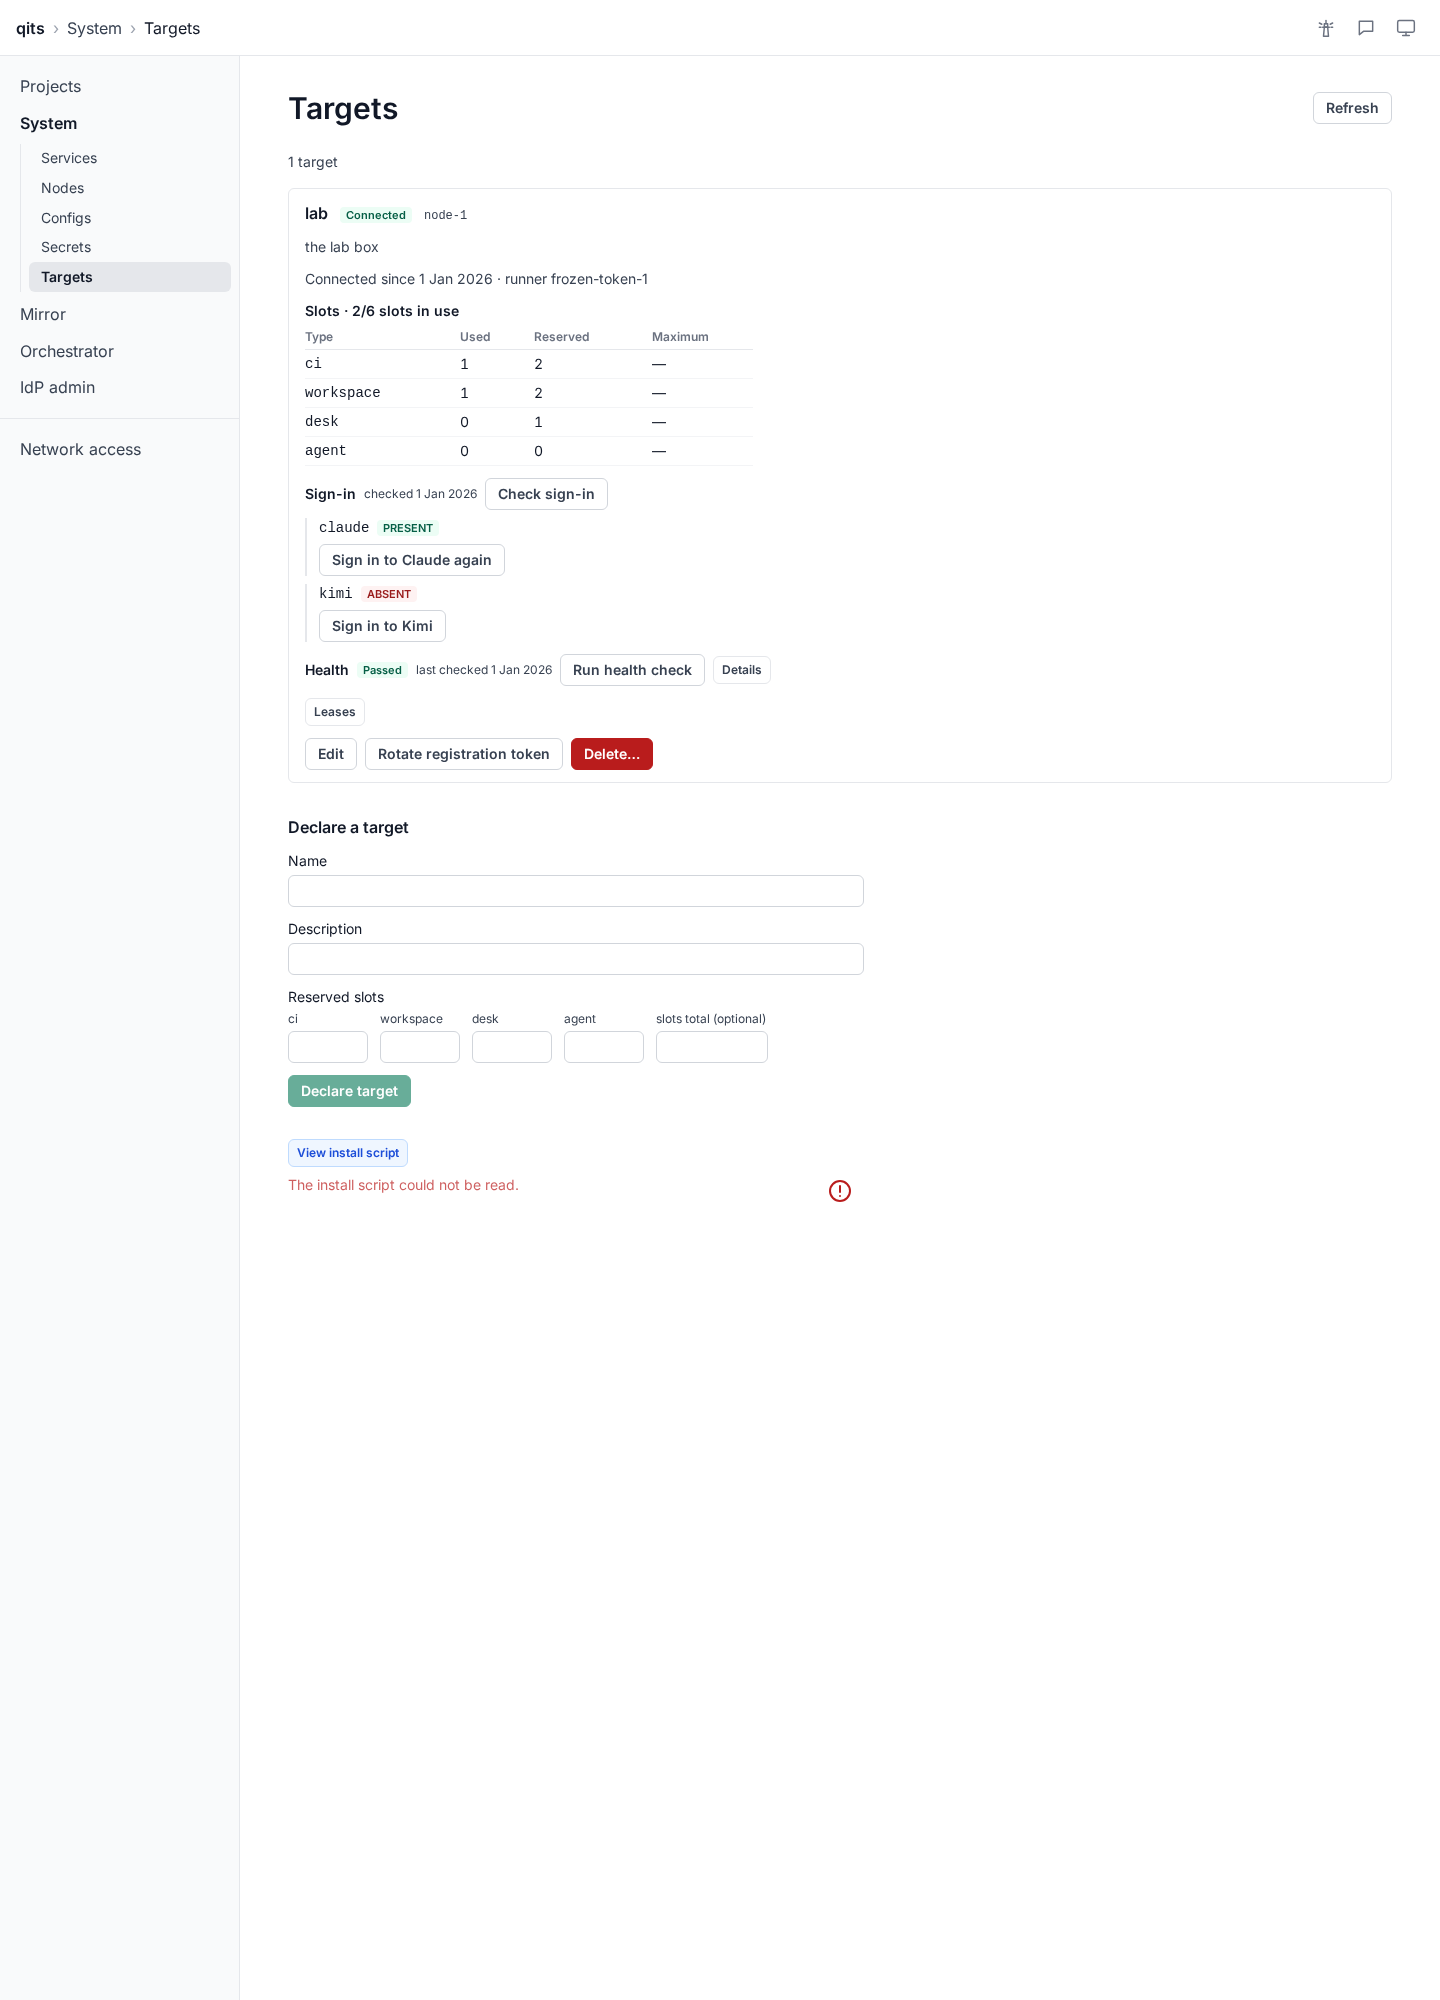 qits › System › Targets
Projects
System
Services
Nodes
Configs
Secrets
Targets
Mirror
Orchestrator
IdP admin
Network access
Targets
Refresh
1 target
lab Connected node-1
the lab box
Connected since 1 Jan 2026 · runner frozen-token-1
Slots · 2/6 slots in use
Type Used Reserved Maximum
ci 1 2 —
workspace 1 2 —
desk 0 1 —
agent 0 0 —
Sign-in checked 1 Jan 2026 Check sign-in
claude PRESENT
Sign in to Claude again
kimi ABSENT
Sign in to Kimi
Health Passed last checked 1 Jan 2026 Run health check Details
Leases
Edit Rotate registration token Delete...
Declare a target
Name
Description
Reserved slots
ci workspace desk agent slots total (optional)
Declare target
View install script
The install script could not be read.